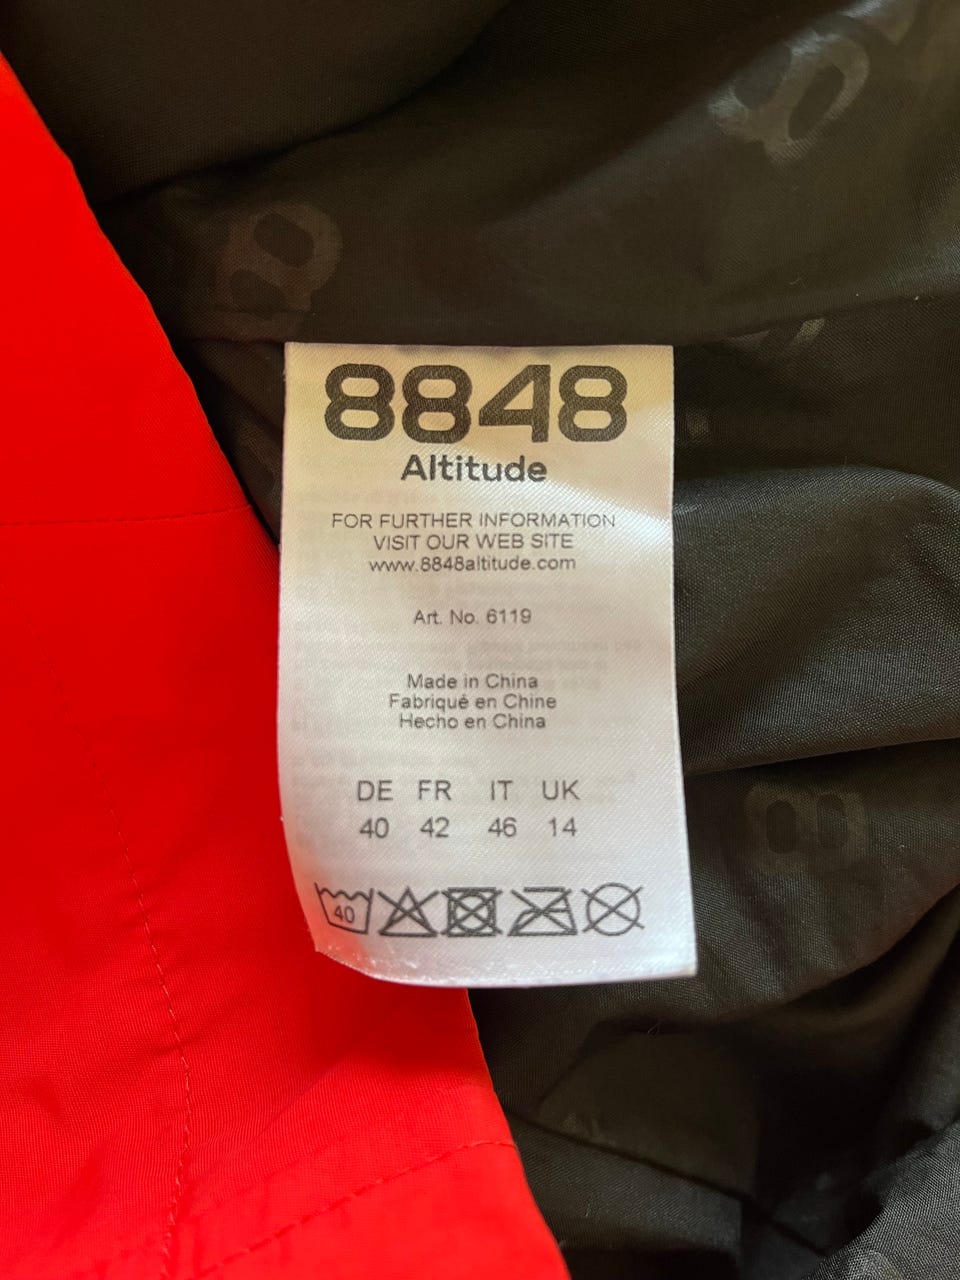 8848
Altitude
FOR FURTHER INFORMATION
VISIT OUR WEB SITE
www.8848altitude.com
Art. No. 6119
Made in China
Fabriqué en Chine
Hecho en China
DE FR IT UK
40 42 46 14
40